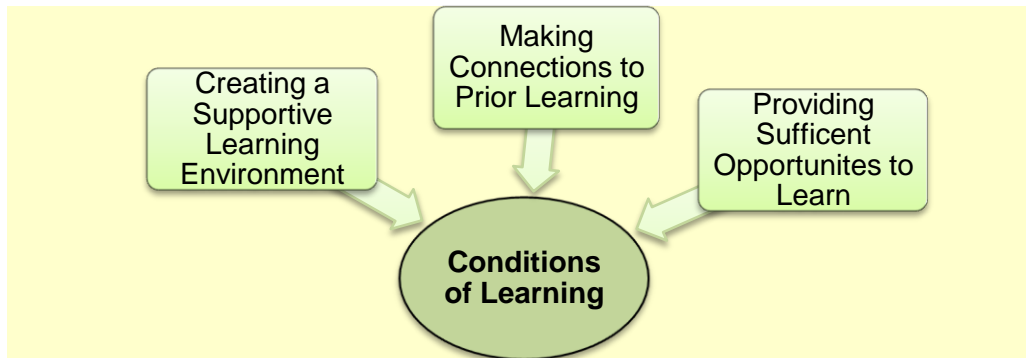 Creating a
Supportive
Learning
Environment
Making
Connections to
Prior Learning
Providing
Sufficent
Opportunites to
Learn
Conditions
of Learning